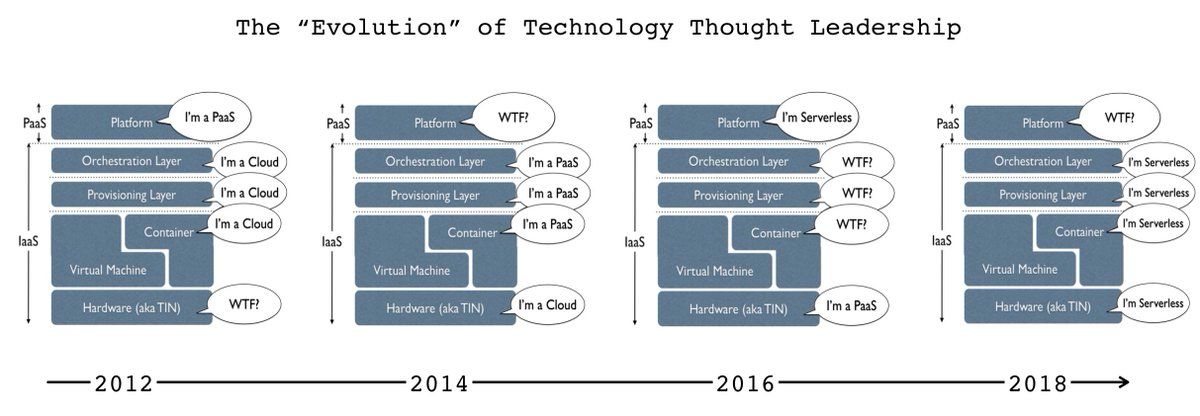 The “Evolution” of Technology Thought Leadership
PaaS
Platform
I'm a PaaS
Orchestration Layer
I'm a Cloud
Provisioning Layer
I'm a Cloud
Container
I'm a Cloud
IaaS
Virtual Machine
Hardware (aka TIN)
WTF?
PaaS
Platform
WTF?
Orchestration Layer
I'm a PaaS
Provisioning Layer
I'm a PaaS
Container
I'm a PaaS
IaaS
Virtual Machine
Hardware (aka TIN)
I'm a Cloud
PaaS
Platform
I'm Serverless
Orchestration Layer
WTF?
Provisioning Layer
WTF?
Container
WTF?
IaaS
Virtual Machine
Hardware (aka TIN)
I'm a PaaS
PaaS
Platform
WTF?
Orchestration Layer
I'm Serverless
Provisioning Layer
I'm Serverless
Container
I'm Serverless
IaaS
Virtual Machine
Hardware (aka TIN)
I'm Serverless
2012
2014
2016
2018